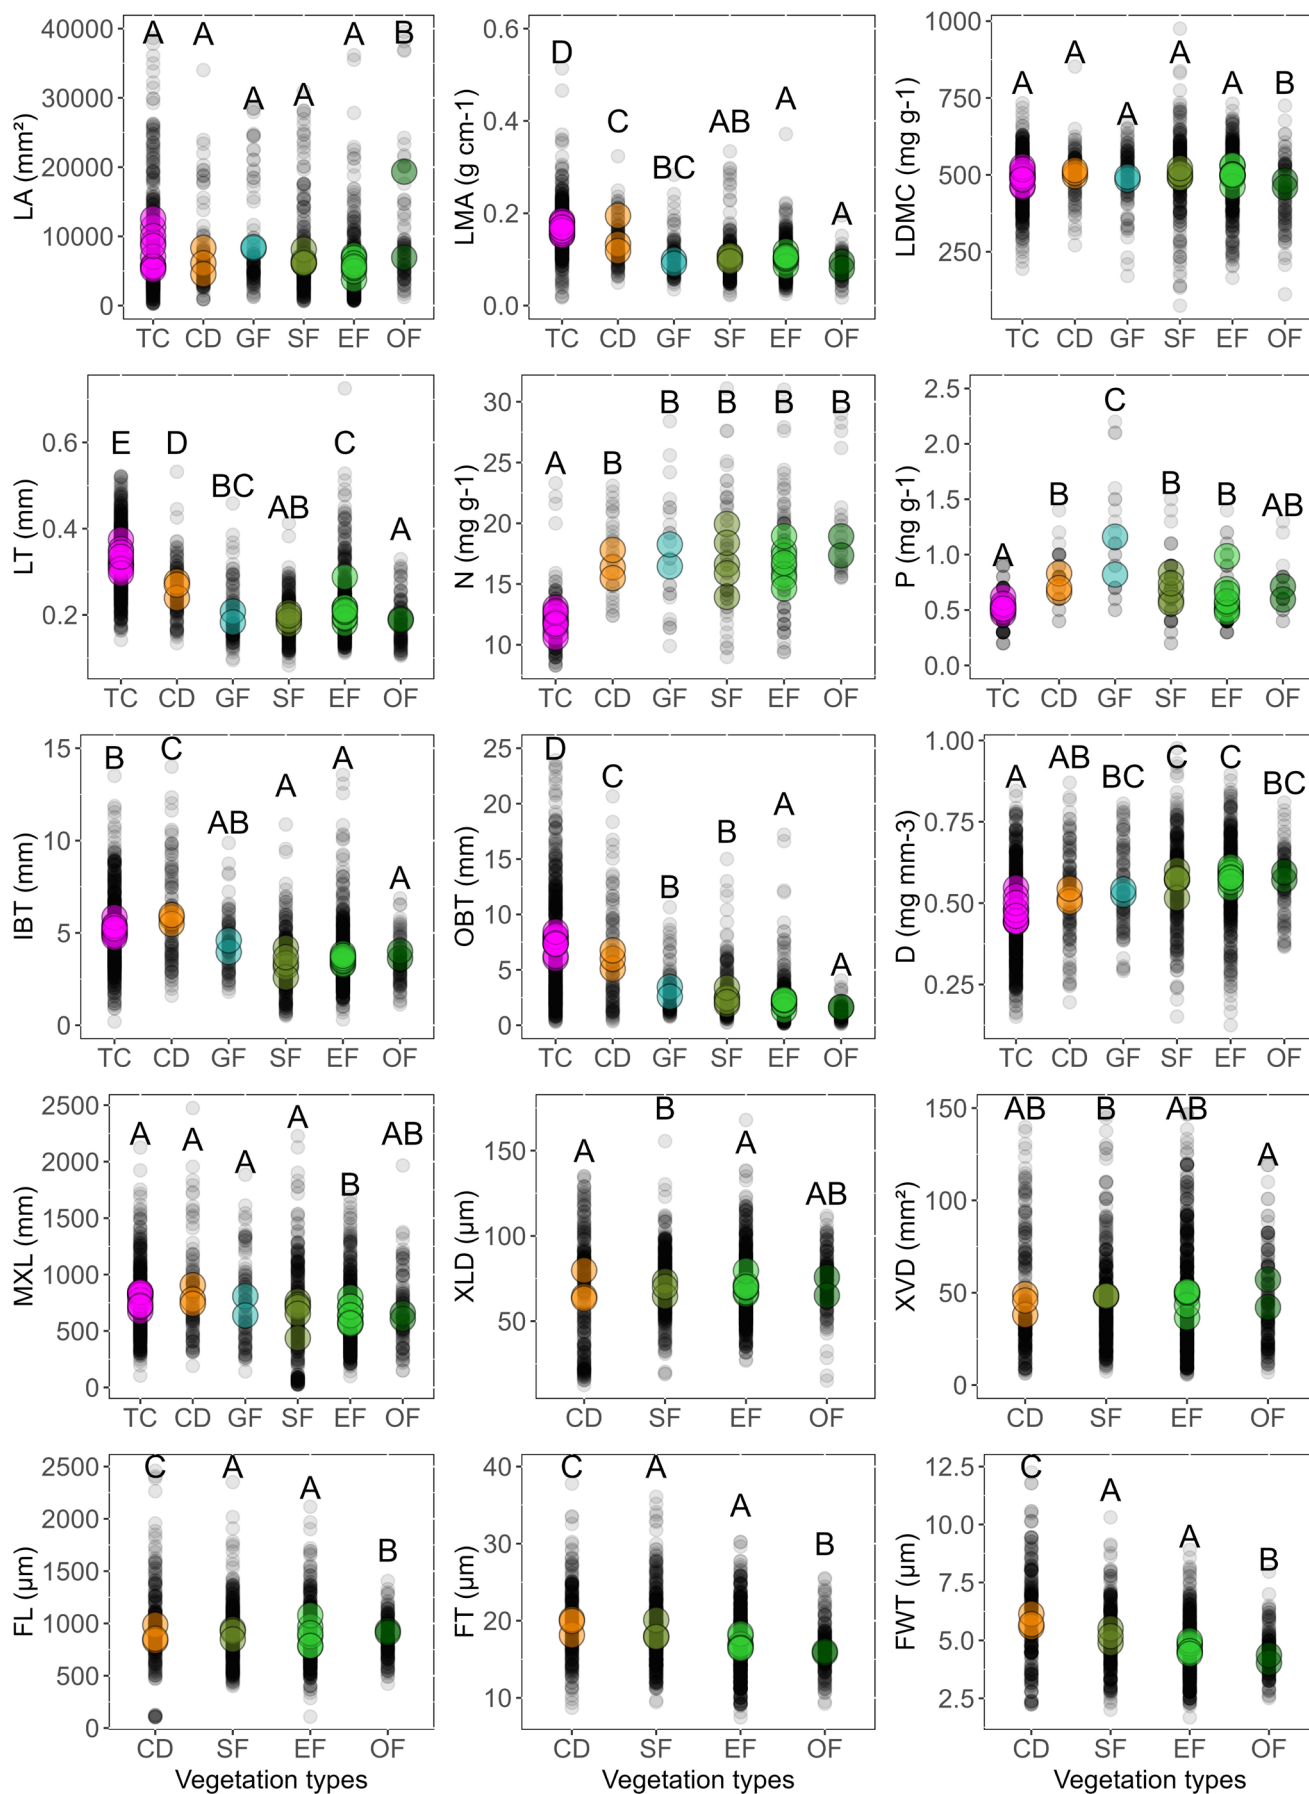 LA (mm²)
40000
30000
20000
10000
0
A A A A A B
TC CD GF SF EF OF
LMA (g cm-1)
0.6
0.4
0.2
0.0
D C BC AB A A
TC CD GF SF EF OF
LDMC (mg g-1)
1000
750
500
250
A A A A A B
TC CD GF SF EF OF
LT (mm)
0.6
0.4
0.2
E D BC AB C A
TC CD GF SF EF OF
N (mg g-1)
30
25
20
15
10
A B B B B B
TC CD GF SF EF OF
P (mg g-1)
2.5
2.0
1.5
1.0
0.5
0.0
A B C B B AB
TC CD GF SF EF OF
IBT (mm)
15
10
5
0
B C AB A A A
TC CD GF SF EF OF
OBT (mm)
25
20
15
10
5
0
D C B B A A
TC CD GF SF EF OF
D (mg mm-3)
1.00
0.75
0.50
0.25
A AB BC C C BC
TC CD GF SF EF OF
MXL (mm)
2500
2000
1500
1000
500
0
A A A A B AB
TC CD GF SF EF OF
XLD (µm)
150
100
50
A B A AB
CD SF EF OF
XVD (mm²)
150
100
50
0
AB B AB A
CD SF EF OF
FL (µm)
2500
2000
1500
1000
500
0
C A A B
CD SF EF OF
Vegetation types
FT (µm)
40
30
20
10
C A A B
CD SF EF OF
Vegetation types
FWT (µm)
12.5
10.0
7.5
5.0
2.5
C A A B
CD SF EF OF
Vegetation types